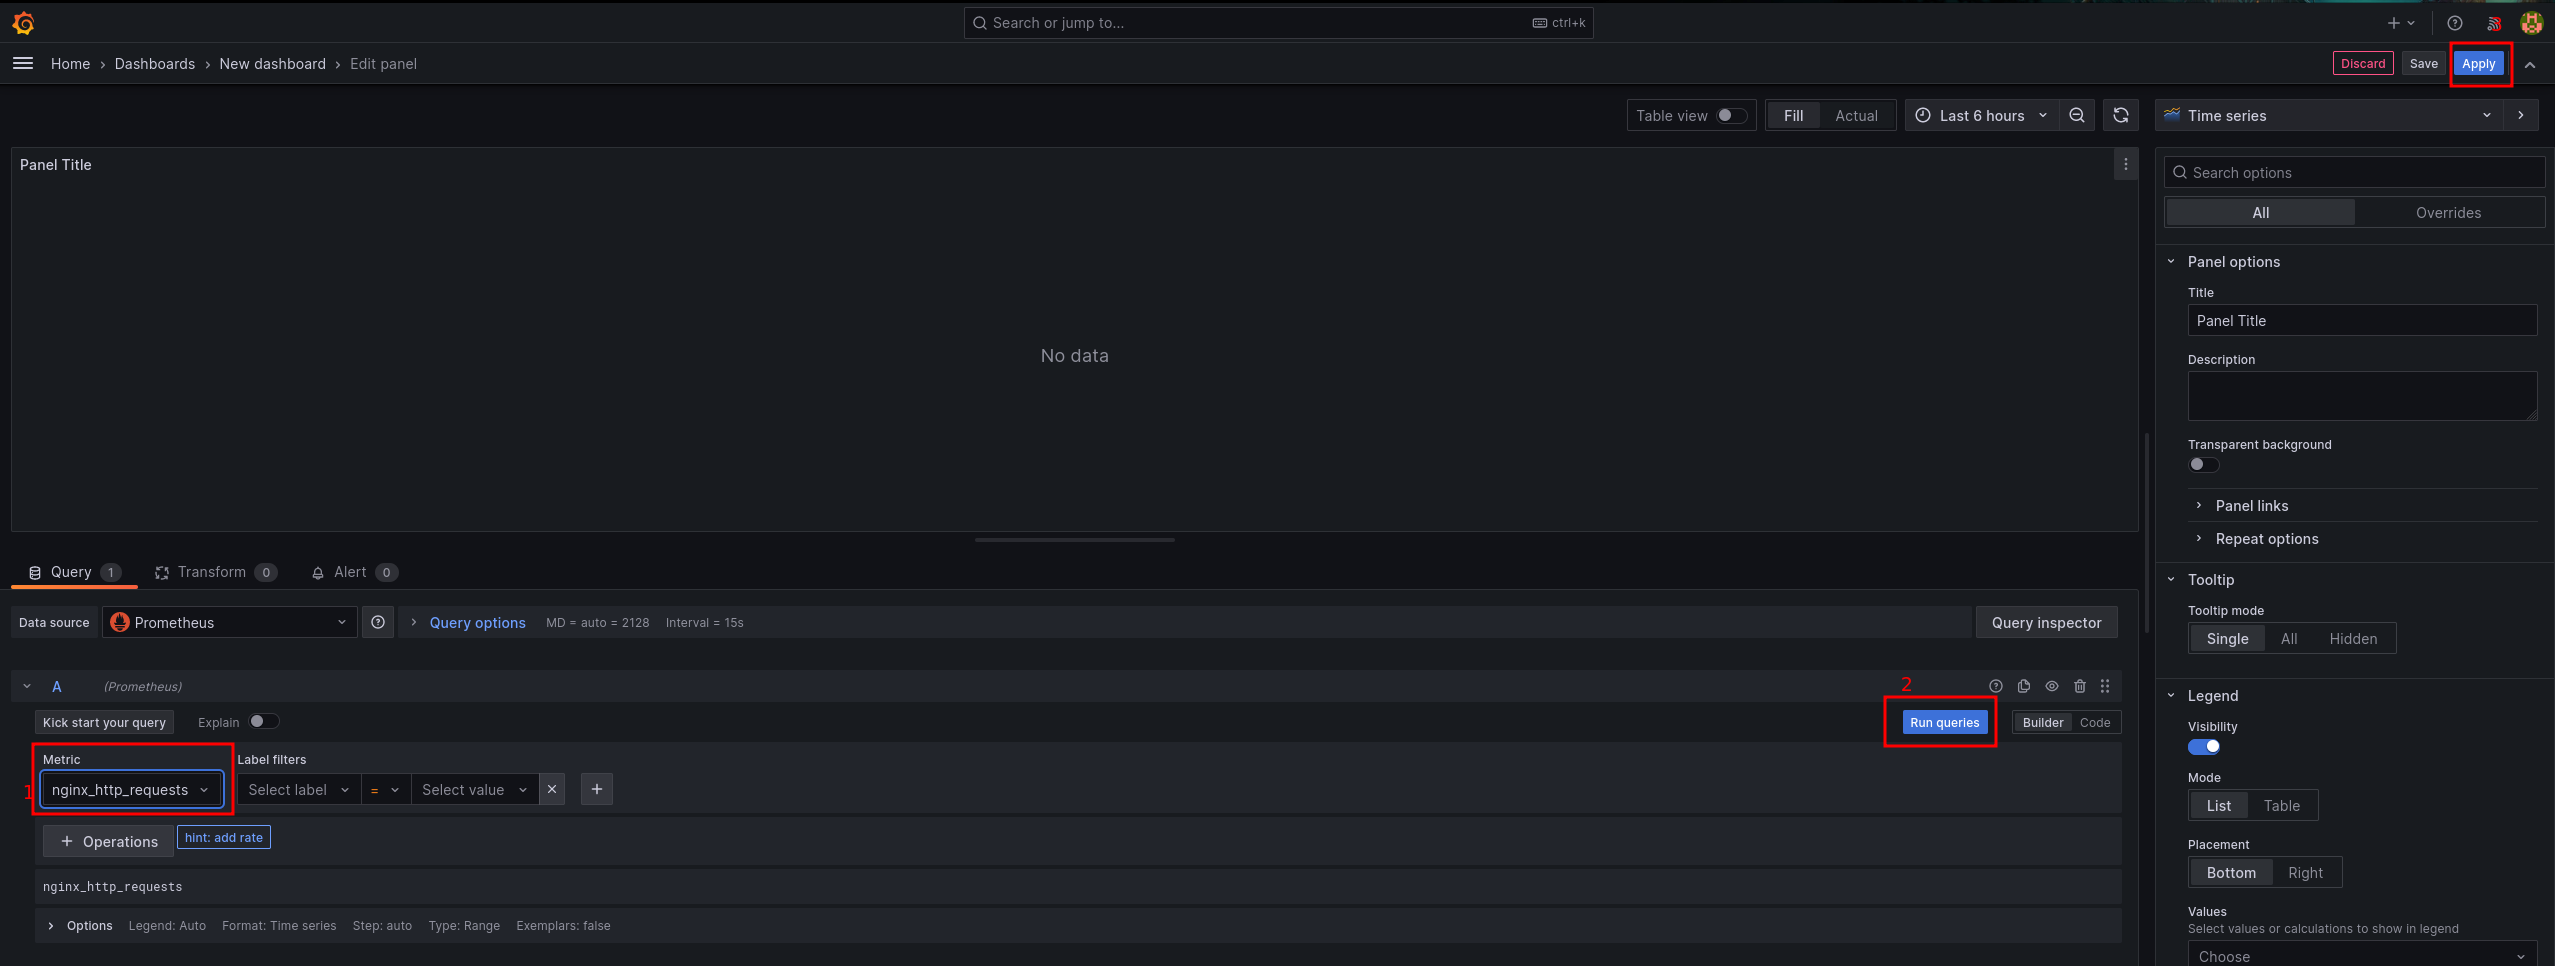 Search or jump to... ctrl+k
3
Home › Dashboards › New dashboard › Edit panel
Discard Save Apply
Table view Fill Actual Last 6 hours Time series
Panel Title
No data
Search options
All Overrides
Panel options
Title
Panel Title
Description
Transparent background
Panel links
Repeat options
Tooltip
Tooltip mode
Single All Hidden
Legend
Visibility
Mode
List Table
Placement
Bottom Right
Values
Select values or calculations to show in legend
Choose
Query 1 Transform 0 Alert 0
Data source Prometheus Query options MD = auto = 2128 Interval = 15s Query inspector
A (Prometheus)
2
Kick start your query Explain Run queries Builder Code
Metric Label filters
1 nginx_http_requests Select label = Select value
+ Operations hint: add rate
nginx_http_requests
Options Legend: Auto Format: Time series Step: auto Type: Range Exemplars: false